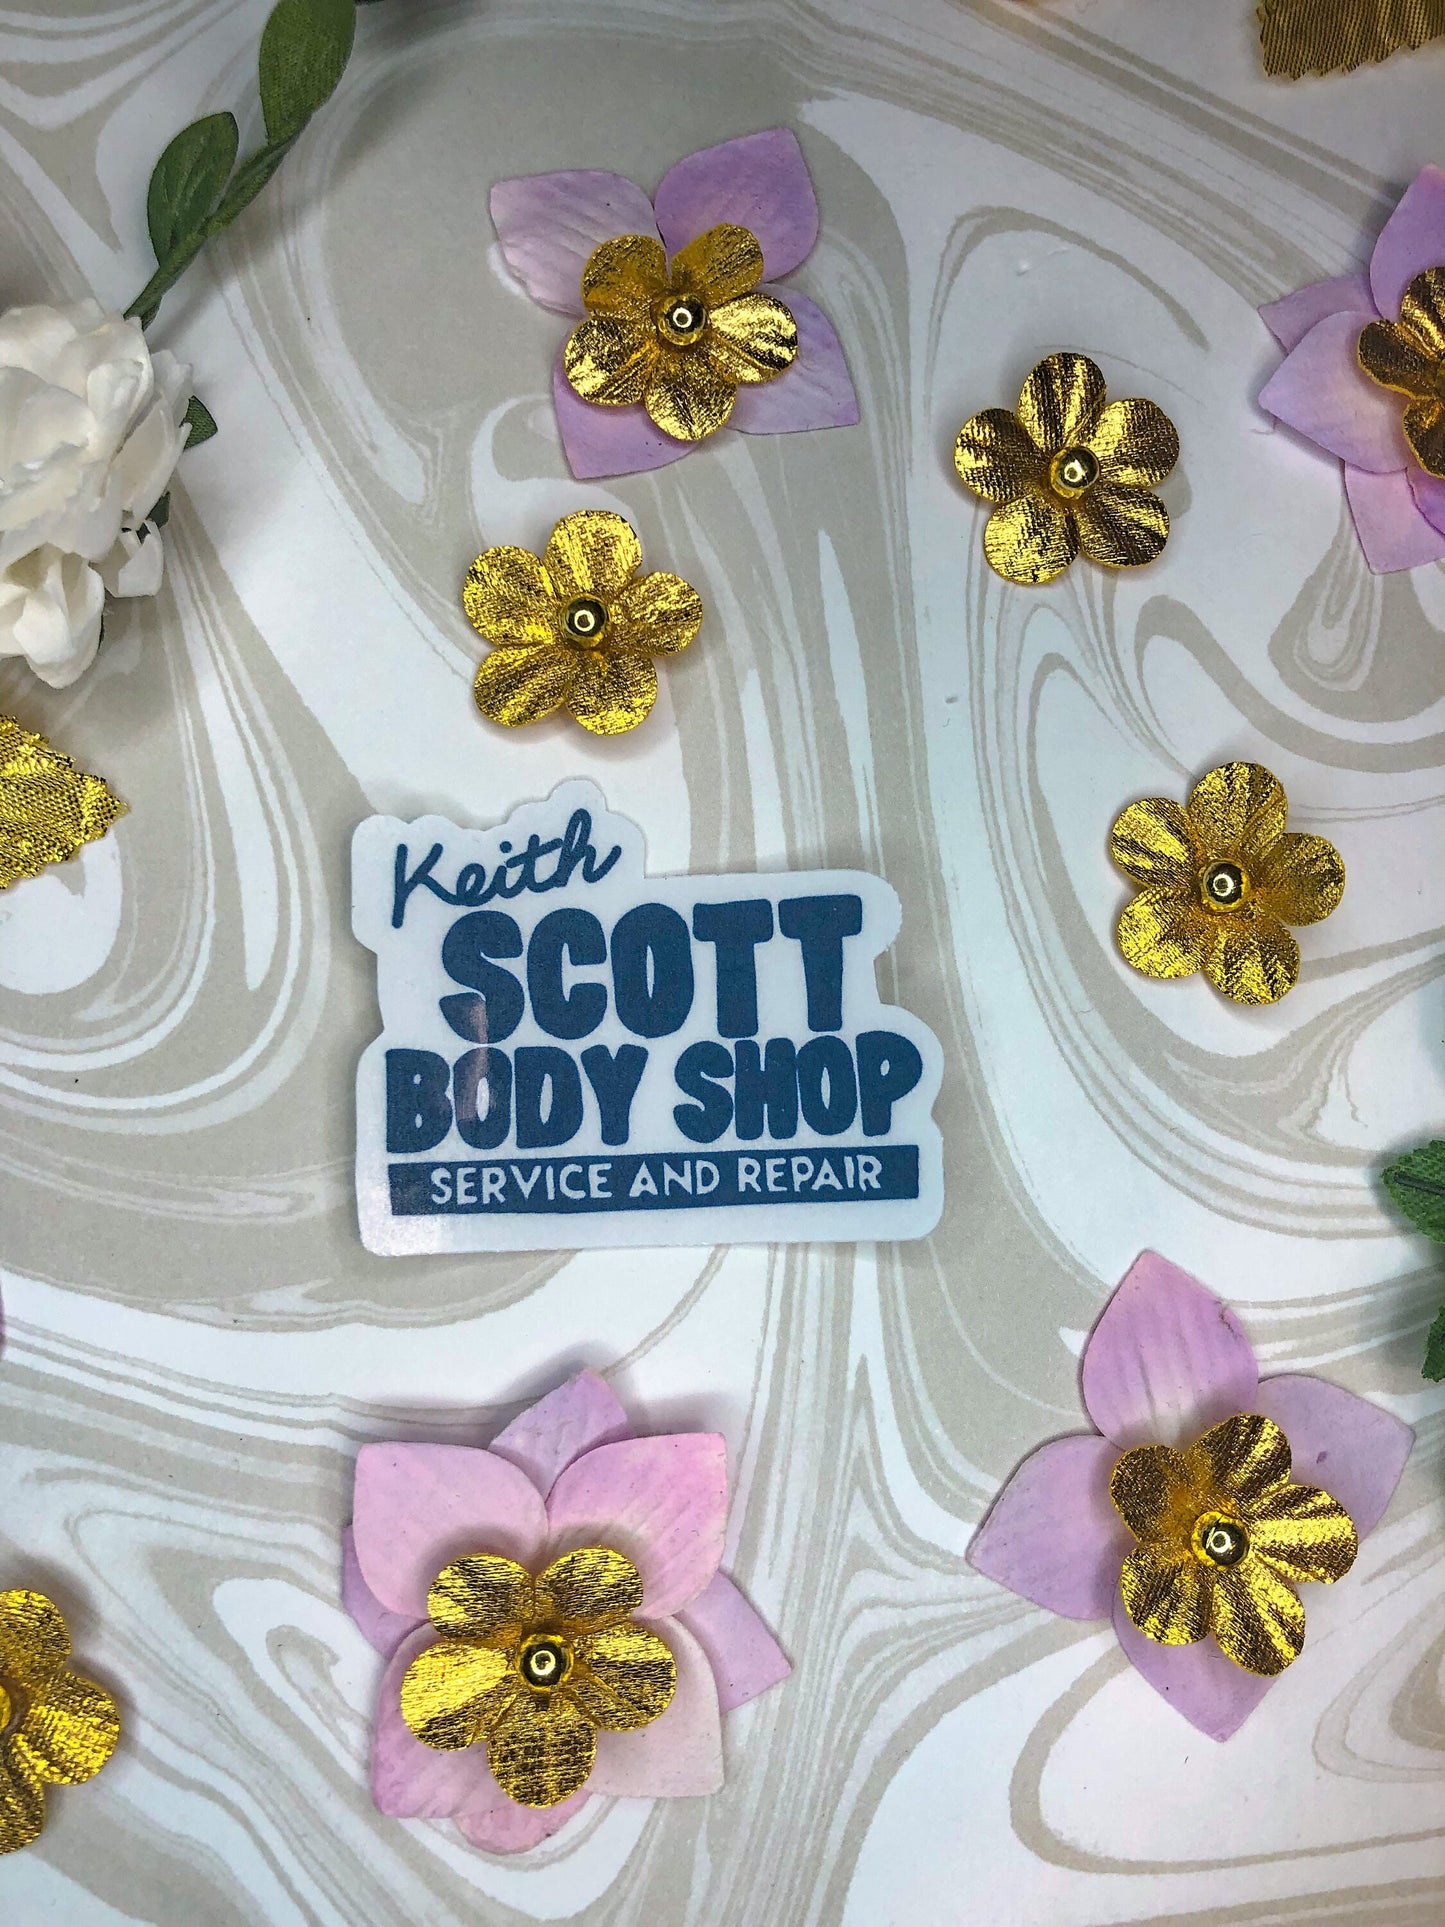 Keith
SCOTT
BODY SHOP
SERVICE AND REPAIR